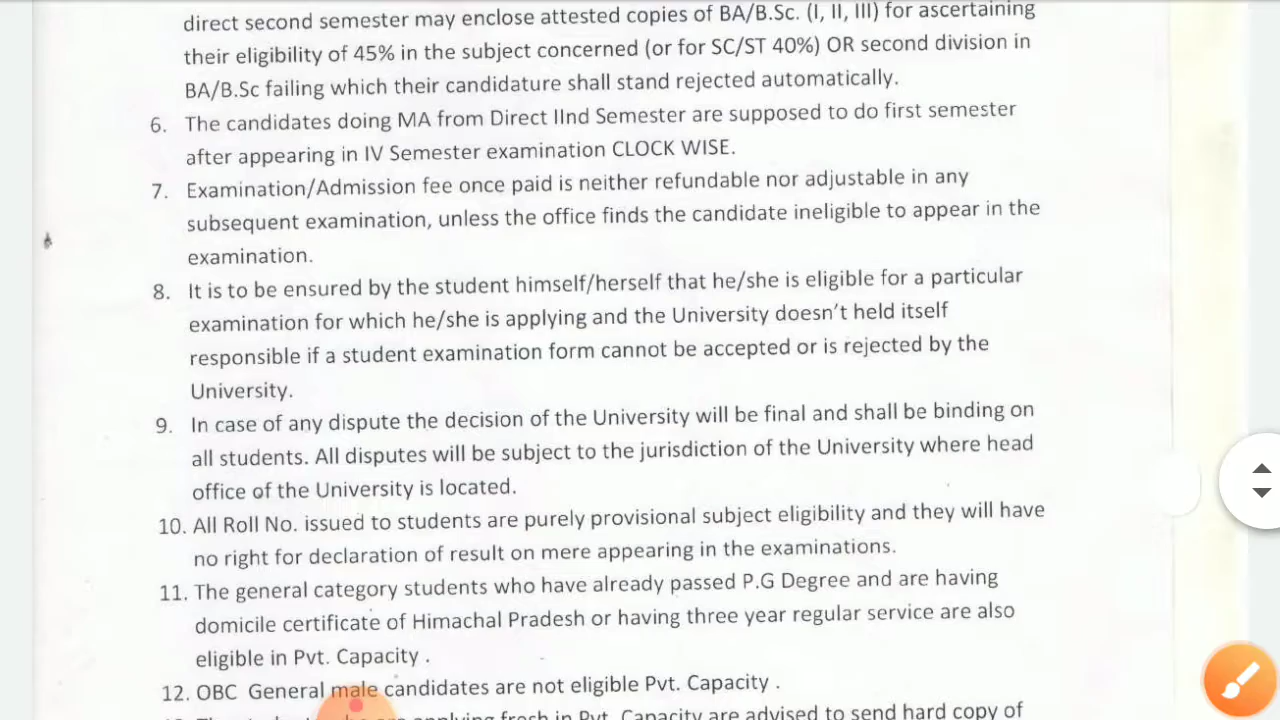 direct second semester may enclose attested copies of BA/B.Sc. (I, II, III) for ascertaining
their eligibility of 45% in the subject concerned (or for SC/ST 40%) OR second division in
BA/B.Sc failing which their candidature shall stand rejected automatically.
6. The candidates doing MA from Direct IInd Semester are supposed to do first semester
after appearing in IV Semester examination CLOCK WISE.
7. Examination/Admission fee once paid is neither refundable nor adjustable in any
subsequent examination, unless the office finds the candidate ineligible to appear in the
examination.
8. It is to be ensured by the student himself/herself that he/she is eligible for a particular
examination for which he/she is applying and the University doesn't held itself
responsible if a student examination form cannot be accepted or is rejected by the
University.
9. In case of any dispute the decision of the University will be final and shall be binding on
all students. All disputes will be subject to the jurisdiction of the University where head
office of the University is located.
10. All Roll No. issued to students are purely provisional subject eligibility and they will have
no right for declaration of result on mere appearing in the examinations.
11. The general category students who have already passed P.G Degree and are having
domicile certificate of Himachal Pradesh or having three year regular service are also
eligible in Pvt. Capacity .
12. OBC General male candidates are not eligible Pvt. Capacity .
applying fresh in Pvt. Capacity are advised to send hard copy of